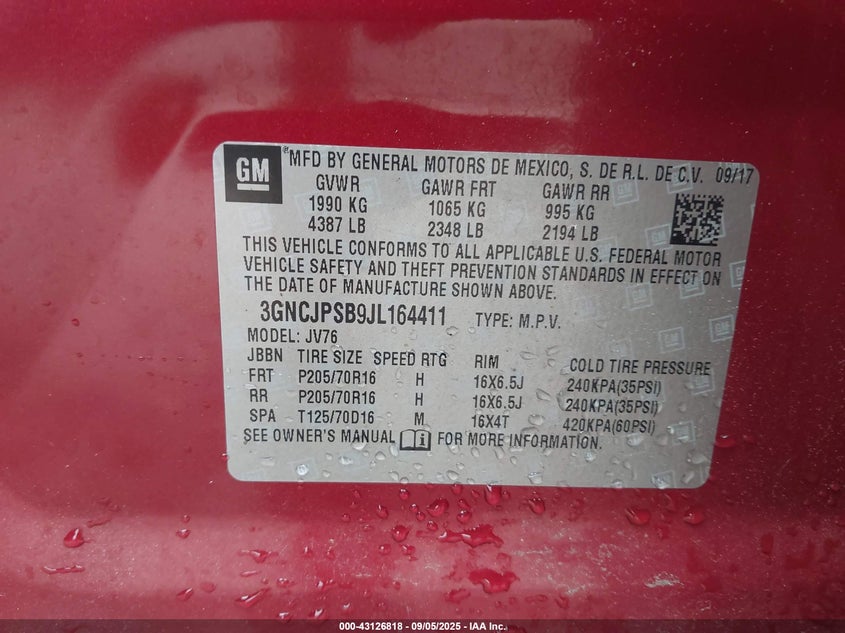 GM ® MFD BY GENERAL MOTORS DE MEXICO, S. DE R.L. DE C.V. 09/17
GVWR GAWR FRT GAWR RR
1990 KG 1065 KG 995 KG
4387 LB 2348 LB 2194 LB
THIS VEHICLE CONFORMS TO ALL APPLICABLE U.S. FEDERAL MOTOR
VEHICLE SAFETY AND THEFT PREVENTION STANDARDS IN EFFECT ON
THE DATE OF MANUFACTURE SHOWN ABOVE.
3GNCJPSB9JL164411 TYPE: M.P.V.
MODEL: JV76
JBBN TIRE SIZE SPEED RTG RIM COLD TIRE PRESSURE
FRT P205/70R16 H 16X6.5J 240KPA(35PSI)
RR P205/70R16 H 16X6.5J 240KPA(35PSI)
SPA T125/70D16 M 16X4T 420KPA(60PSI)
SEE OWNER'S MANUAL FOR MORE INFORMATION.
000-43126818 - 09/05/2025 - IAA Inc.